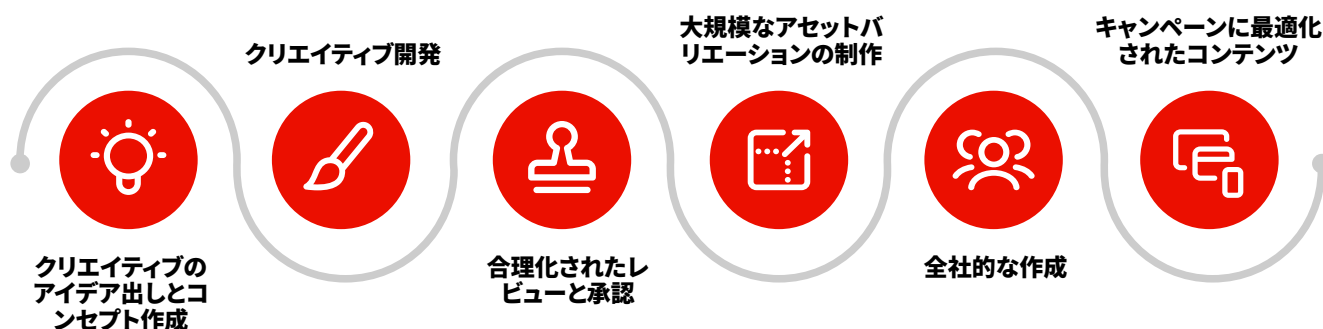 クリエイティブの
アイデア出しとコ
ンセプト作成
クリエイティブ開発
合理化されたレ
ビューと承認
大規模なアセットバ
リエーションの制作
全社的な作成
キャンペーンに最適化
されたコンテンツ